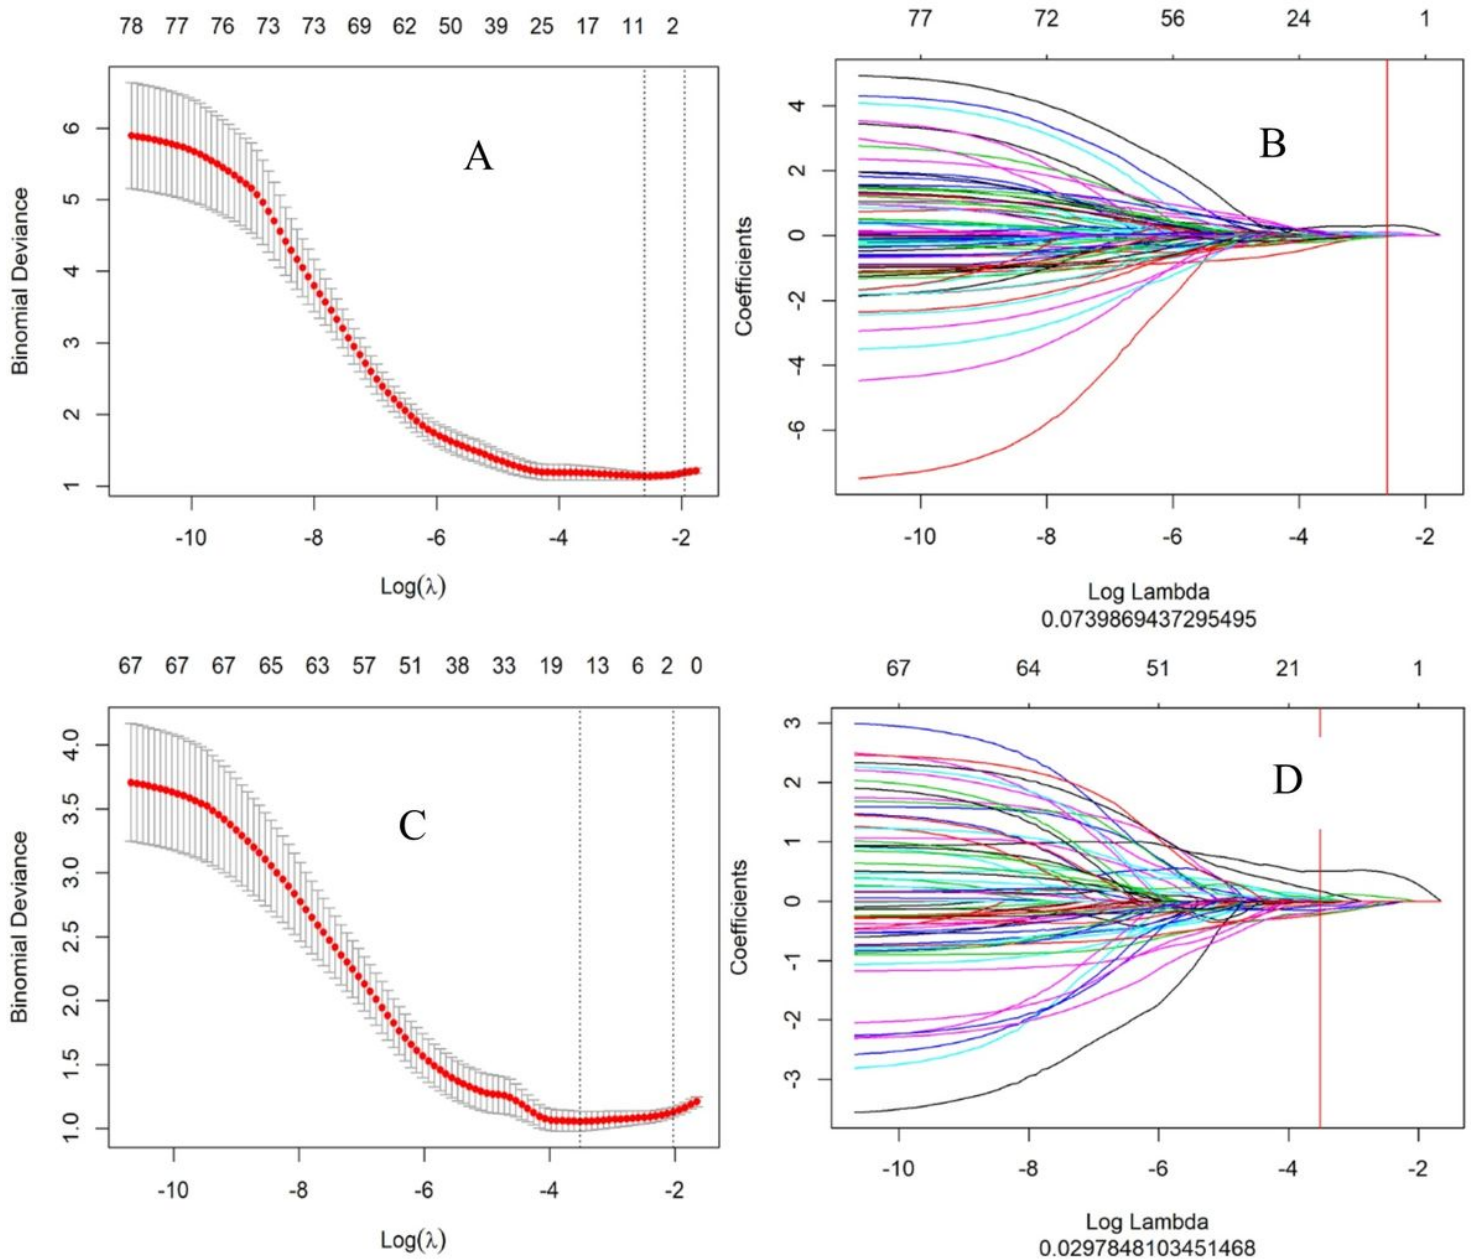 78 77 76 73 73 69 62 50 39 25 17 11 2
Binomial Deviance
6
5
4
3
2
1
A
-10 -8 -6 -4 -2
Log(λ)
77 72 56 24 1
Coefficients
4
2
0
-2
-4
-6
B
-10 -8 -6 -4 -2
Log Lambda
0.0739869437295495
67 67 67 65 63 57 51 38 33 19 13 6 2 0
Binomial Deviance
4.0
3.5
3.0
2.5
2.0
1.5
1.0
C
-10 -8 -6 -4 -2
Log(λ)
67 64 51 21 1
Coefficients
3
2
1
0
-1
-2
-3
D
-10 -8 -6 -4 -2
Log Lambda
0.0297848103451468